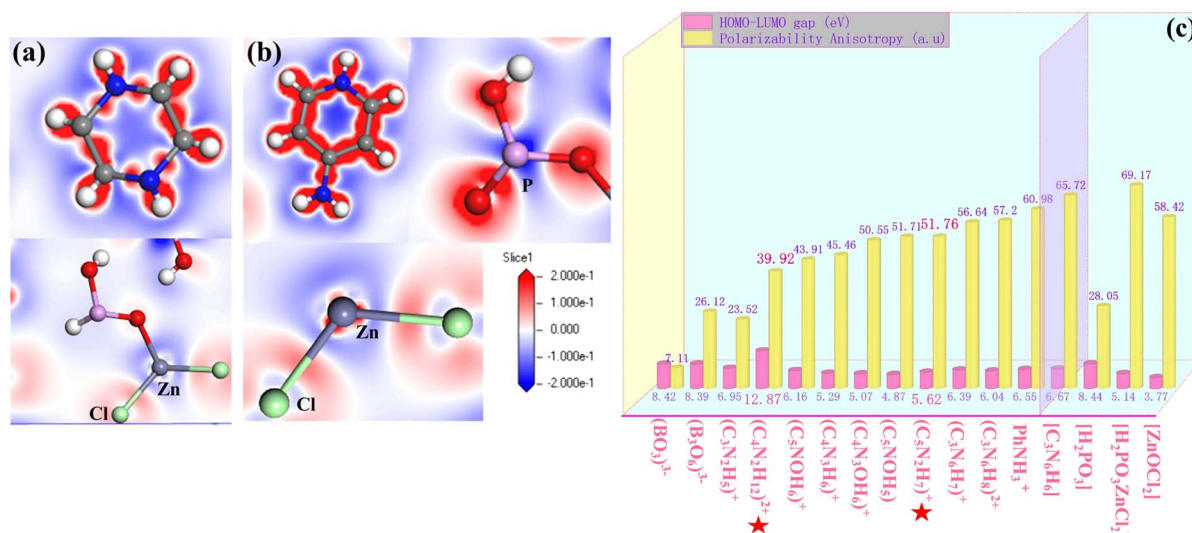 (a)
(b)
P
Zn
Cl
Zn
Cl
Slice1
2.000e-1
1.000e-1
0.000
-1.000e-1
-2.000e-1
(c)
HOMO-LUMO gap (eV)
Polarizability Anisotropy (a.u)
7.11
26.12
23.52
39.92
43.91
45.46
50.55
51.71
51.76
56.64
57.2
60.98
65.72
28.05
69.17
58.42
8.42
8.39
6.95
12.87
6.16
5.29
5.07
4.87
5.62
6.39
6.04
6.55
6.67
8.44
5.14
3.77
(BO₃)³⁻
(B₃O₆)³⁻
(C₃N₂H₅)⁺
(C₄N₂H₁₂)²⁺
(C₅NOH₆)⁺
(C₄N₃H₆)⁺
(C₄N₃OH₆)⁺
(C₅NOH₅)
(C₅N₂H₇)⁺
(C₃N₆H₇)⁺
(C₃N₆H₈)²⁺
PhNH₃⁺
[C₃N₆H₆]
[H₂PO₃]
[H₂PO₃ZnCl₂
[ZnOCl₂]